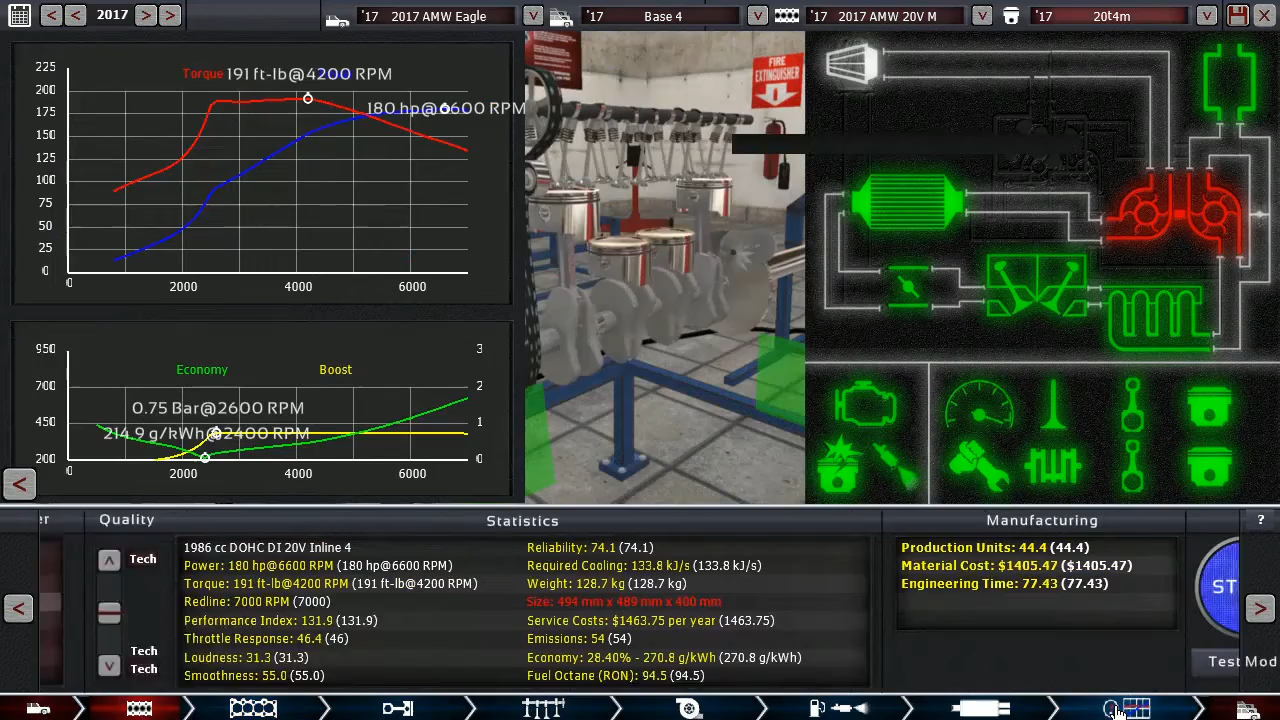 2017
'17 2017 AMW Eagle
'17 Base 4
'17 2017 AMW 20V M
'17 20t4m
225
200
175
150
125
100
75
50
25
0
Torque 191 ft-lb@4200 RPM
180 hp@6600 RPM
0 2000 4000 6000
FIRE
EXTINGUISHER
950
700
450
200
3
2
1
0
Economy Boost
0.75 Bar@2600 RPM
214.9 g/kWh@2400 RPM
0 2000 4000 6000
< er Quality Statistics Manufacturing ?
Tech
Tech
Tech
1986 cc DOHC DI 20V Inline 4
Power: 180 hp@6600 RPM (180 hp@6600 RPM)
Torque: 191 ft-lb@4200 RPM (191 ft-lb@4200 RPM)
Redline: 7000 RPM (7000)
Performance Index: 131.9 (131.9)
Throttle Response: 46.4 (46)
Loudness: 31.3 (31.3)
Smoothness: 55.0 (55.0)
Reliability: 74.1 (74.1)
Required Cooling: 133.8 kJ/s (133.8 kJ/s)
Weight: 128.7 kg (128.7 kg)
Size: 494 mm x 489 mm x 400 mm
Service Costs: $1463.75 per year (1463.75)
Emissions: 54 (54)
Economy: 28.40% - 270.8 g/kWh (270.8 g/kWh)
Fuel Octane (RON): 94.5 (94.5)
Production Units: 44.4 (44.4)
Material Cost: $1405.47 ($1405.47)
Engineering Time: 77.43 (77.43)
ST
Test Mod